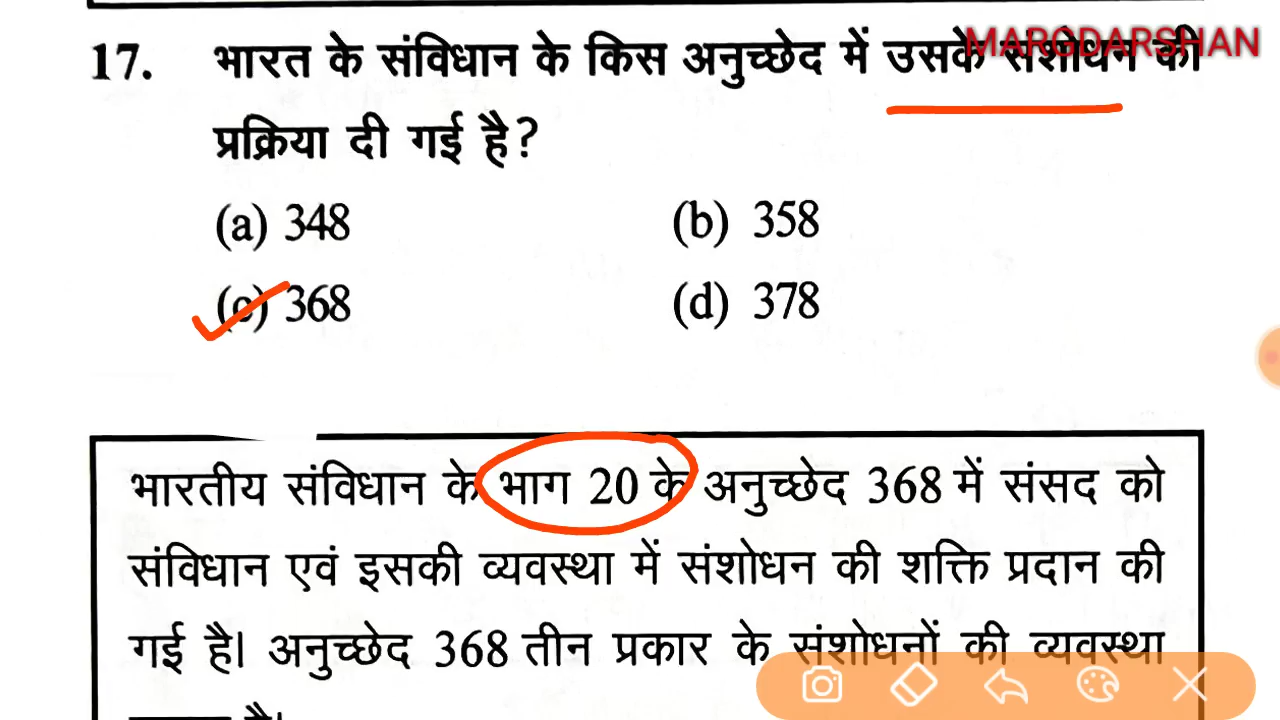 MARGDARSHAN
17. भारत के संविधान के किस अनुच्छेद में उसके संशोधन की
प्रक्रिया दी गई है?
(a) 348 (b) 358
(c) 368 (d) 378
भारतीय संविधान के भाग 20 के अनुच्छेद 368 में संसद को
संविधान एवं इसकी व्यवस्था में संशोधन की शक्ति प्रदान की
गई है। अनुच्छेद 368 तीन प्रकार के संशोधनों की व्यवस्था
है।